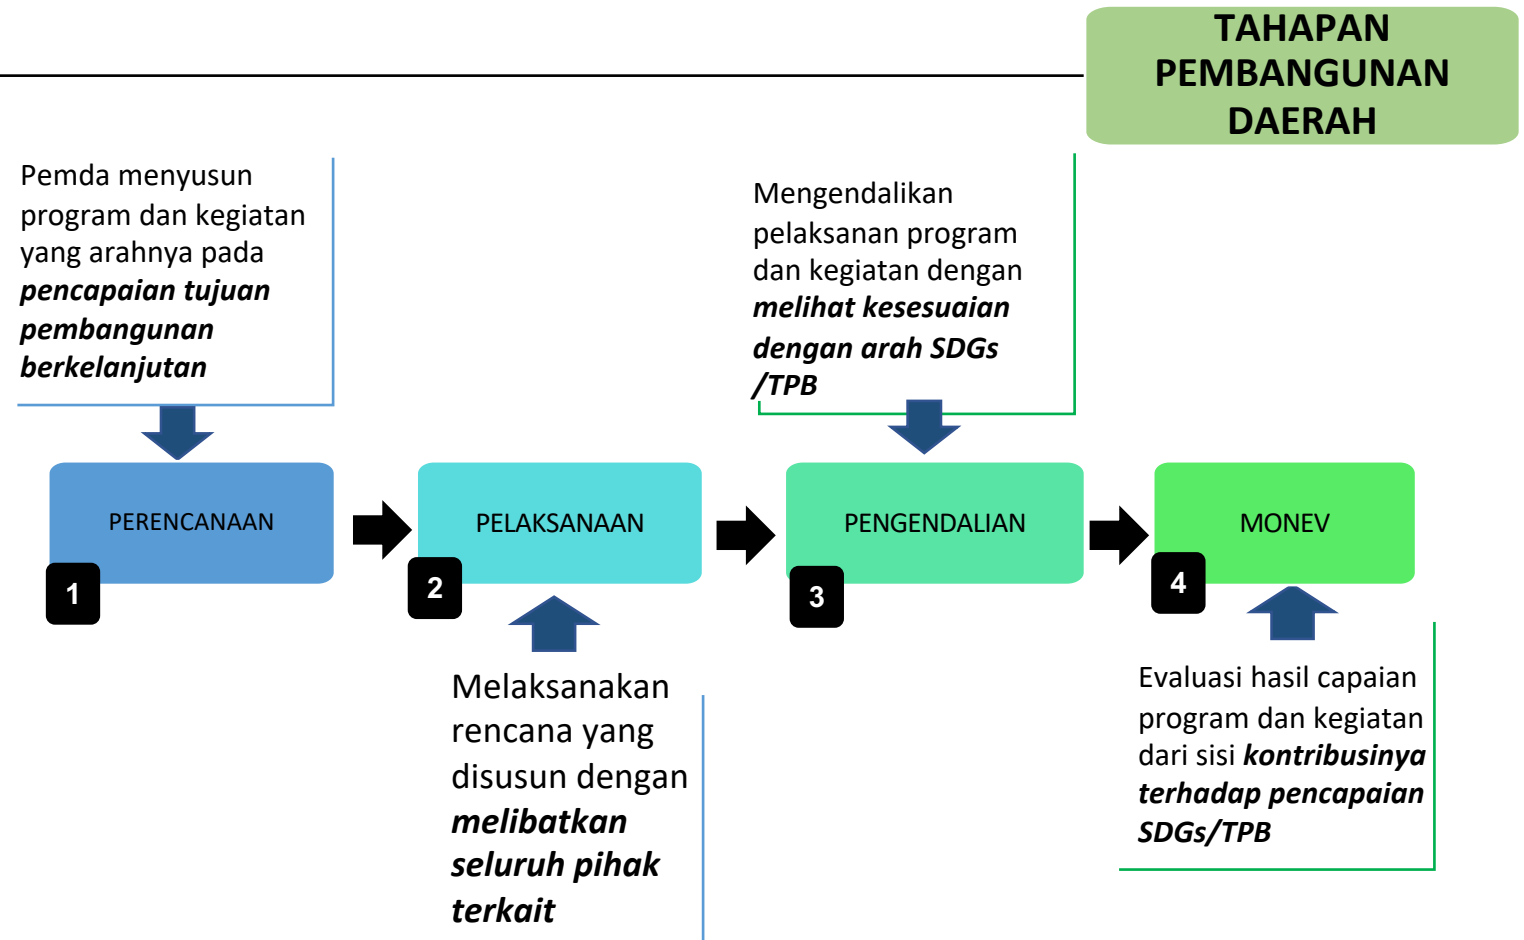 TAHAPAN
PEMBANGUNAN
DAERAH
Pemda menyusun
program dan kegiatan
yang arahnya pada
pencapaian tujuan
pembangunan
berkelanjutan
Mengendalikan
pelaksanan program
dan kegiatan dengan
melihat kesesuaian
dengan arah SDGs
/TPB
PERENCANAAN
1
PELAKSANAAN
2
PENGENDALIAN
3
MONEV
4
Melaksanakan
rencana yang
disusun dengan
melibatkan
seluruh pihak
terkait
Evaluasi hasil capaian
program dan kegiatan
dari sisi kontribusinya
terhadap pencapaian
SDGs/TPB